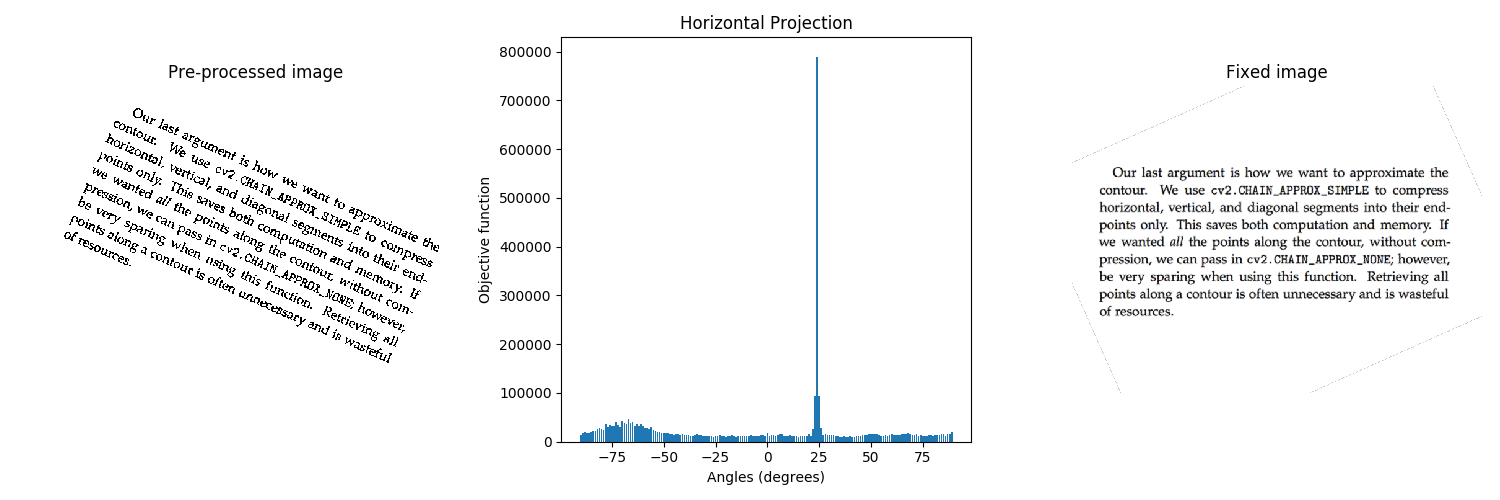 Pre-processed image
Our last argument is how we want to approximate the
contour. We use cv2.CHAIN_APPROX_SIMPLE to compress
horizontal, vertical, and diagonal segments into their end-
points only. This saves both computation and memory. If
we wanted all the points along the contour, without com-
pression, we can pass in cv2.CHAIN_APPROX_NONE; however,
be very sparing when using this function. Retrieving all
points along a contour is often unnecessary and is wasteful
of resources.
Horizontal Projection
Objective function
800000
700000
600000
500000
400000
300000
200000
100000
0
−75 −50 −25 0 25 50 75
Angles (degrees)
Fixed image
Our last argument is how we want to approximate the
contour. We use cv2.CHAIN_APPROX_SIMPLE to compress
horizontal, vertical, and diagonal segments into their end-
points only. This saves both computation and memory. If
we wanted all the points along the contour, without com-
pression, we can pass in cv2.CHAIN_APPROX_NONE; however,
be very sparing when using this function. Retrieving all
points along a contour is often unnecessary and is wasteful
of resources.